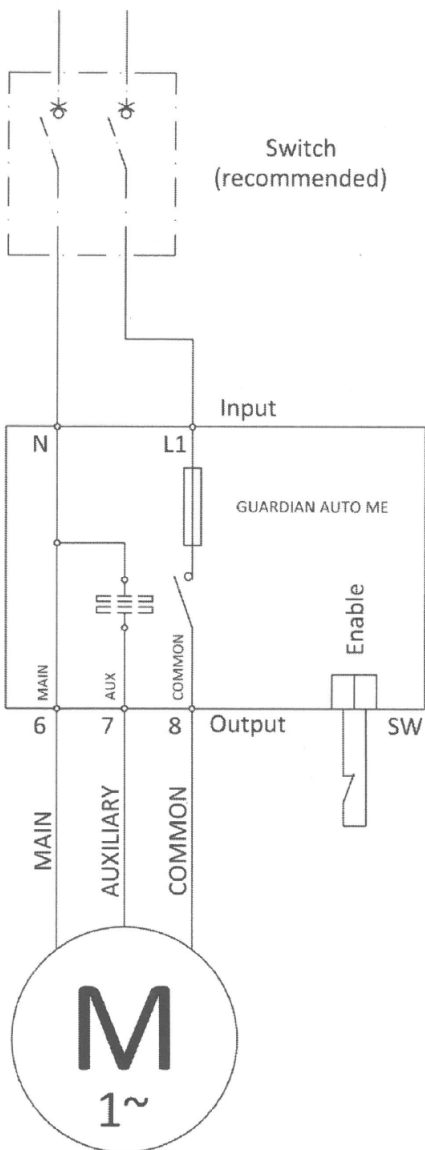 Switch
(recommended)
Input
N
L1
GUARDIAN AUTO ME
Enable
MAIN
AUX
COMMON
6
7
8
Output
SW
MAIN
AUXILIARY
COMMON
M
1~